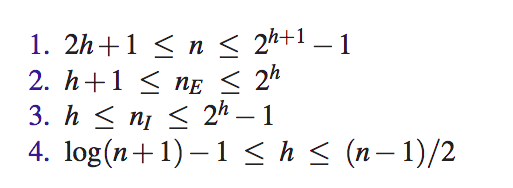 1. 2h+1 ≤ n ≤ 2^{h+1} − 1
2. h+1 ≤ n_E ≤ 2^h
3. h ≤ n_I ≤ 2^h − 1
4. log(n+1) − 1 ≤ h ≤ (n−1)/2